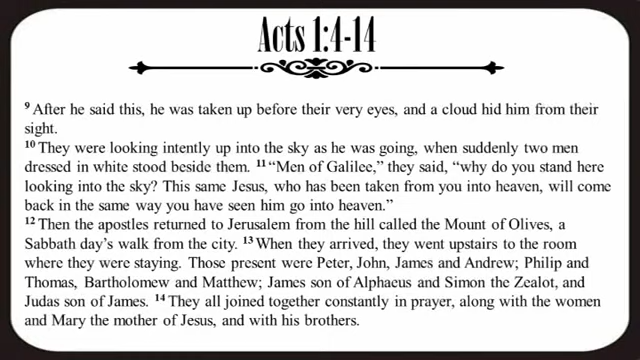 Acts 1:4-14
⁹ After he said this, he was taken up before their very eyes, and a cloud hid him from their
sight.
¹⁰ They were looking intently up into the sky as he was going, when suddenly two men
dressed in white stood beside them. ¹¹ “Men of Galilee,” they said, “why do you stand here
looking into the sky? This same Jesus, who has been taken from you into heaven, will come
back in the same way you have seen him go into heaven.”
¹² Then the apostles returned to Jerusalem from the hill called the Mount of Olives, a
Sabbath day’s walk from the city. ¹³ When they arrived, they went upstairs to the room
where they were staying. Those present were Peter, John, James and Andrew; Philip and
Thomas, Bartholomew and Matthew; James son of Alphaeus and Simon the Zealot, and
Judas son of James. ¹⁴ They all joined together constantly in prayer, along with the women
and Mary the mother of Jesus, and with his brothers.